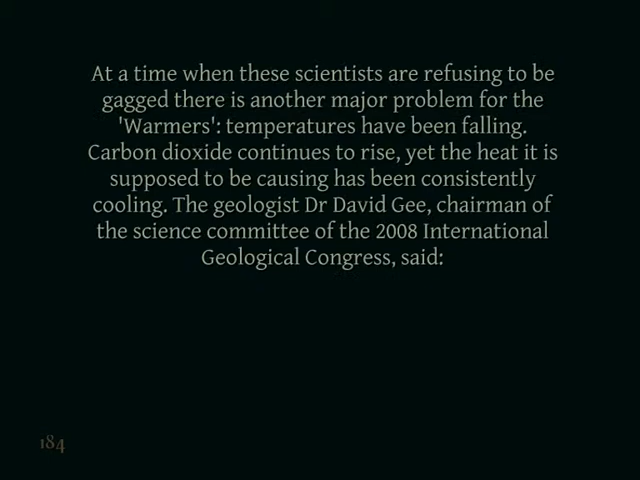 At a time when these scientists are refusing to be
gagged there is another major problem for the
'Warmers': temperatures have been falling.
Carbon dioxide continues to rise, yet the heat it is
supposed to be causing has been consistently
cooling. The geologist Dr David Gee, chairman of
the science committee of the 2008 International
Geological Congress, said:
184